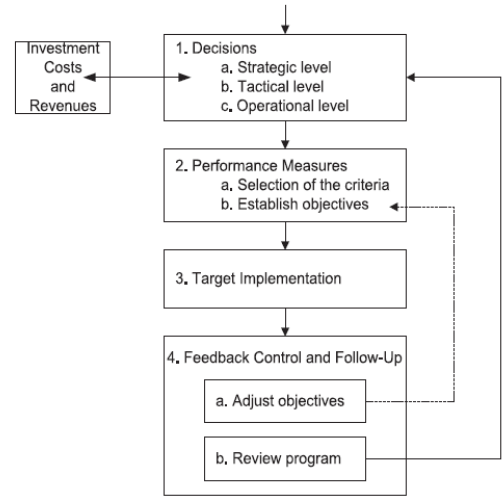 Investment
Costs
and
Revenues
1. Decisions
a. Strategic level
b. Tactical level
c. Operational level
2. Performance Measures
a. Selection of the criteria
b. Establish objectives
3. Target Implementation
4. Feedback Control and Follow-Up
a. Adjust objectives
b. Review program